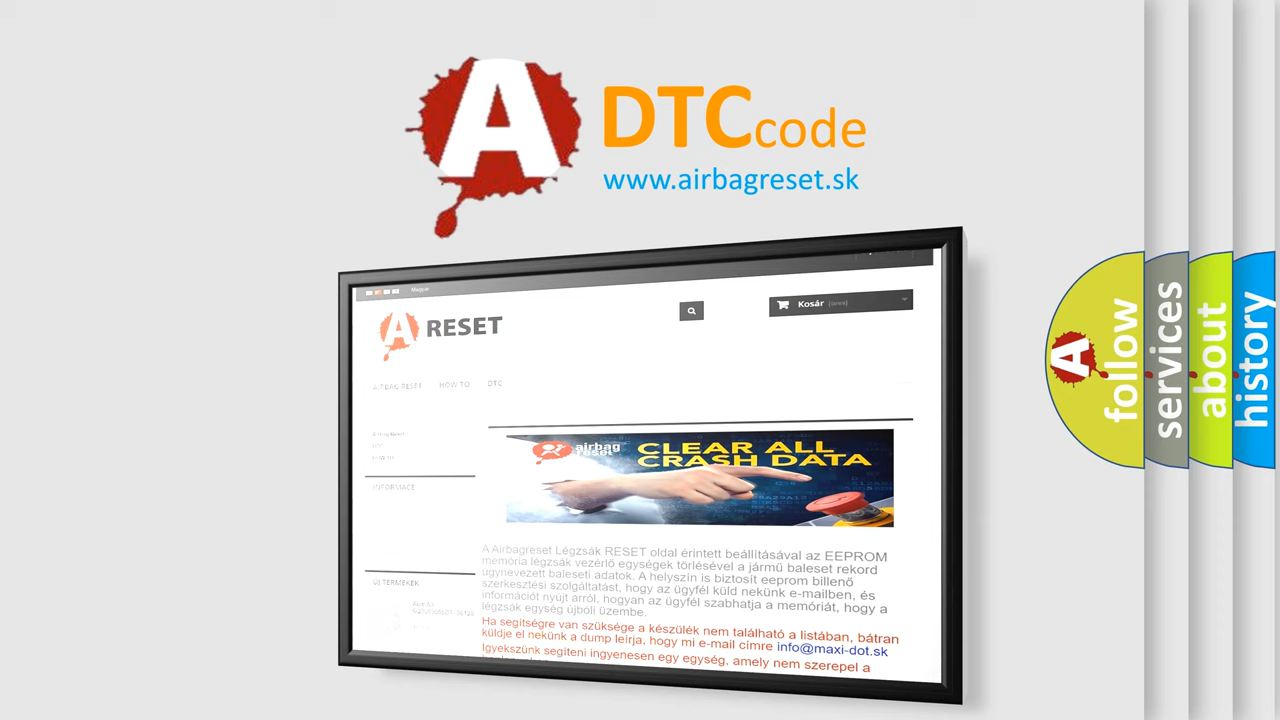 A DTC code
www.airbagreset.sk
Magyar
Kosár (üres)
A RESET
AIRBAG RESET HOW TO DTC
INFORMACE
airbag
reset
CLEAR ALL
CRASH DATA
A Airbagreset Légzsák RESET oldal érintett beállításával az EEPROM
memória légzsák vezérlő egységek törlésével a jármű baleset rekord
úgynevezett baleseti adatok. A helyszín is biztosít eeprom billenő
szerkesztési szolgáltatást, hogy az ügyfél küld nekünk e-mailben, és
információt nyújt arról, hogyan az ügyfél szabhatja a memóriát, hogy a
légzsák egység újbóli üzembe.
Ha segítségre van szüksége a készülék nem található a listában, bátran
küldje el nekünk a dump leírja, hogy mi e-mail címre info@maxi-dot.sk
Igyekszünk segíteni ingyenesen egy egység, amely nem szerepel a
ÚJ TERMÉKEK
A follow
services
about
history